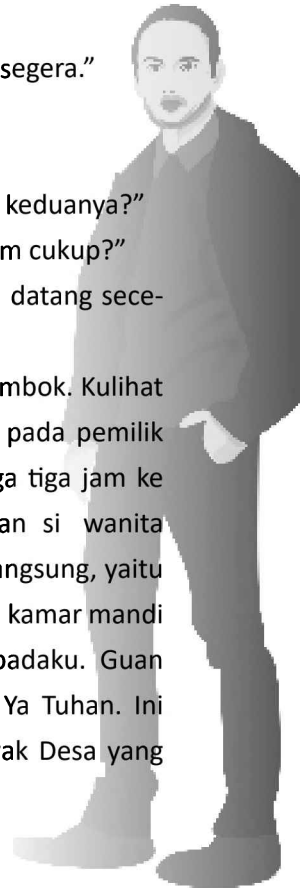 segera.”
keduanya?”
m cukup?”
datang sece-
mbok. Kulihat
pada pemilik
ga tiga jam ke
an si wanita
angsung, yaitu
kamar mandi
padaku. Guan
Ya Tuhan. Ini
ak Desa yang